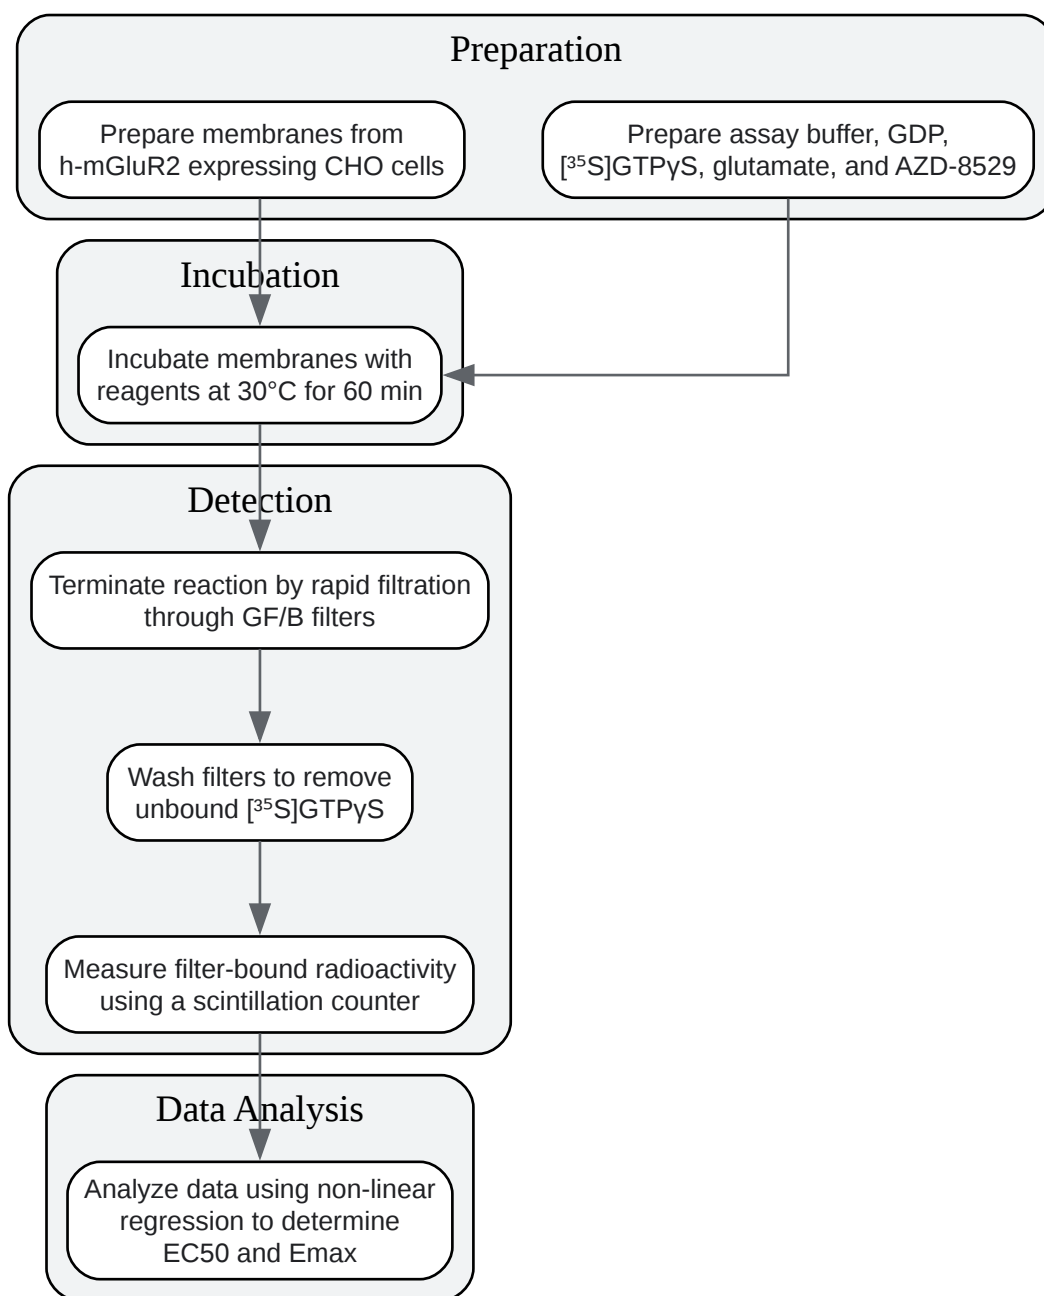 Preparation
Prepare membranes from
h-mGluR2 expressing CHO cells
Prepare assay buffer, GDP,
[³⁵S]GTPγS, glutamate, and AZD-8529
Incubation
Incubate membranes with
reagents at 30°C for 60 min
Detection
Terminate reaction by rapid filtration
through GF/B filters
Wash filters to remove
unbound [³⁵S]GTPγS
Measure filter-bound radioactivity
using a scintillation counter
Data Analysis
Analyze data using non-linear
regression to determine
EC50 and Emax